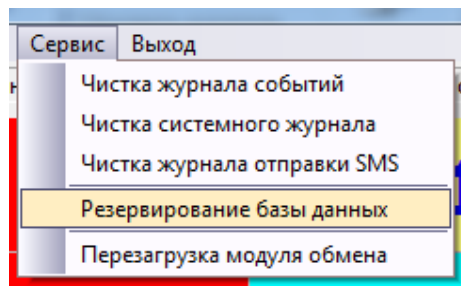 Сервис Выход
Чистка журнала событий
Чистка системного журнала
Чистка журнала отправки SMS
Резервирование базы данных
Перезагрузка модуля обмена